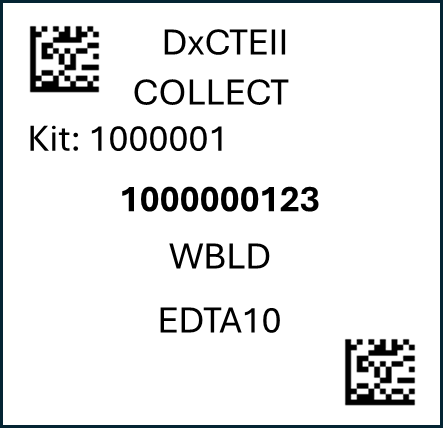 DxCTEII
COLLECT
Kit: 1000001
1000000123
WBLD
EDTA10